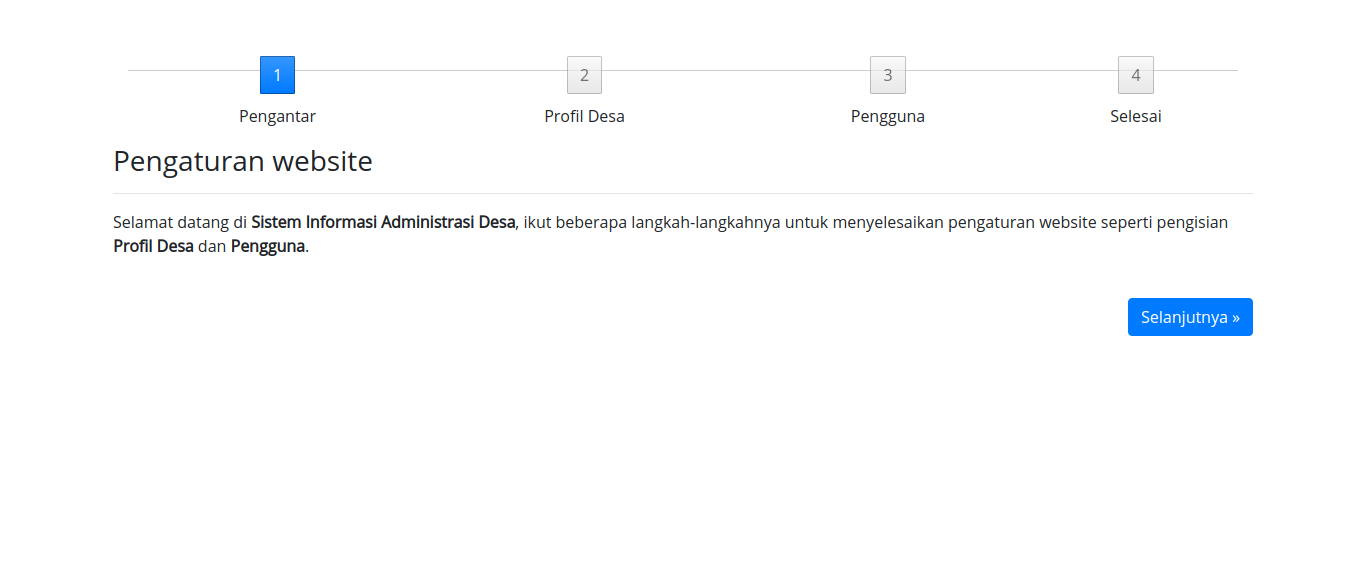 1 2 3 4
Pengantar Profil Desa Pengguna Selesai
Pengaturan website
Selamat datang di Sistem Informasi Administrasi Desa, ikut beberapa langkah-langkahnya untuk menyelesaikan pengaturan website seperti pengisian
Profil Desa dan Pengguna.
Selanjutnya »